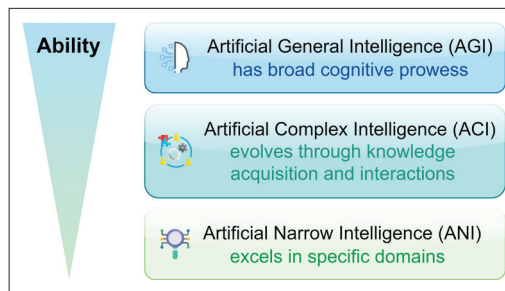 Ability
Artificial General Intelligence (AGI)
has broad cognitive prowess
Artificial Complex Intelligence (ACI)
evolves through knowledge
acquisition and interactions
Artificial Narrow Intelligence (ANI)
excels in specific domains